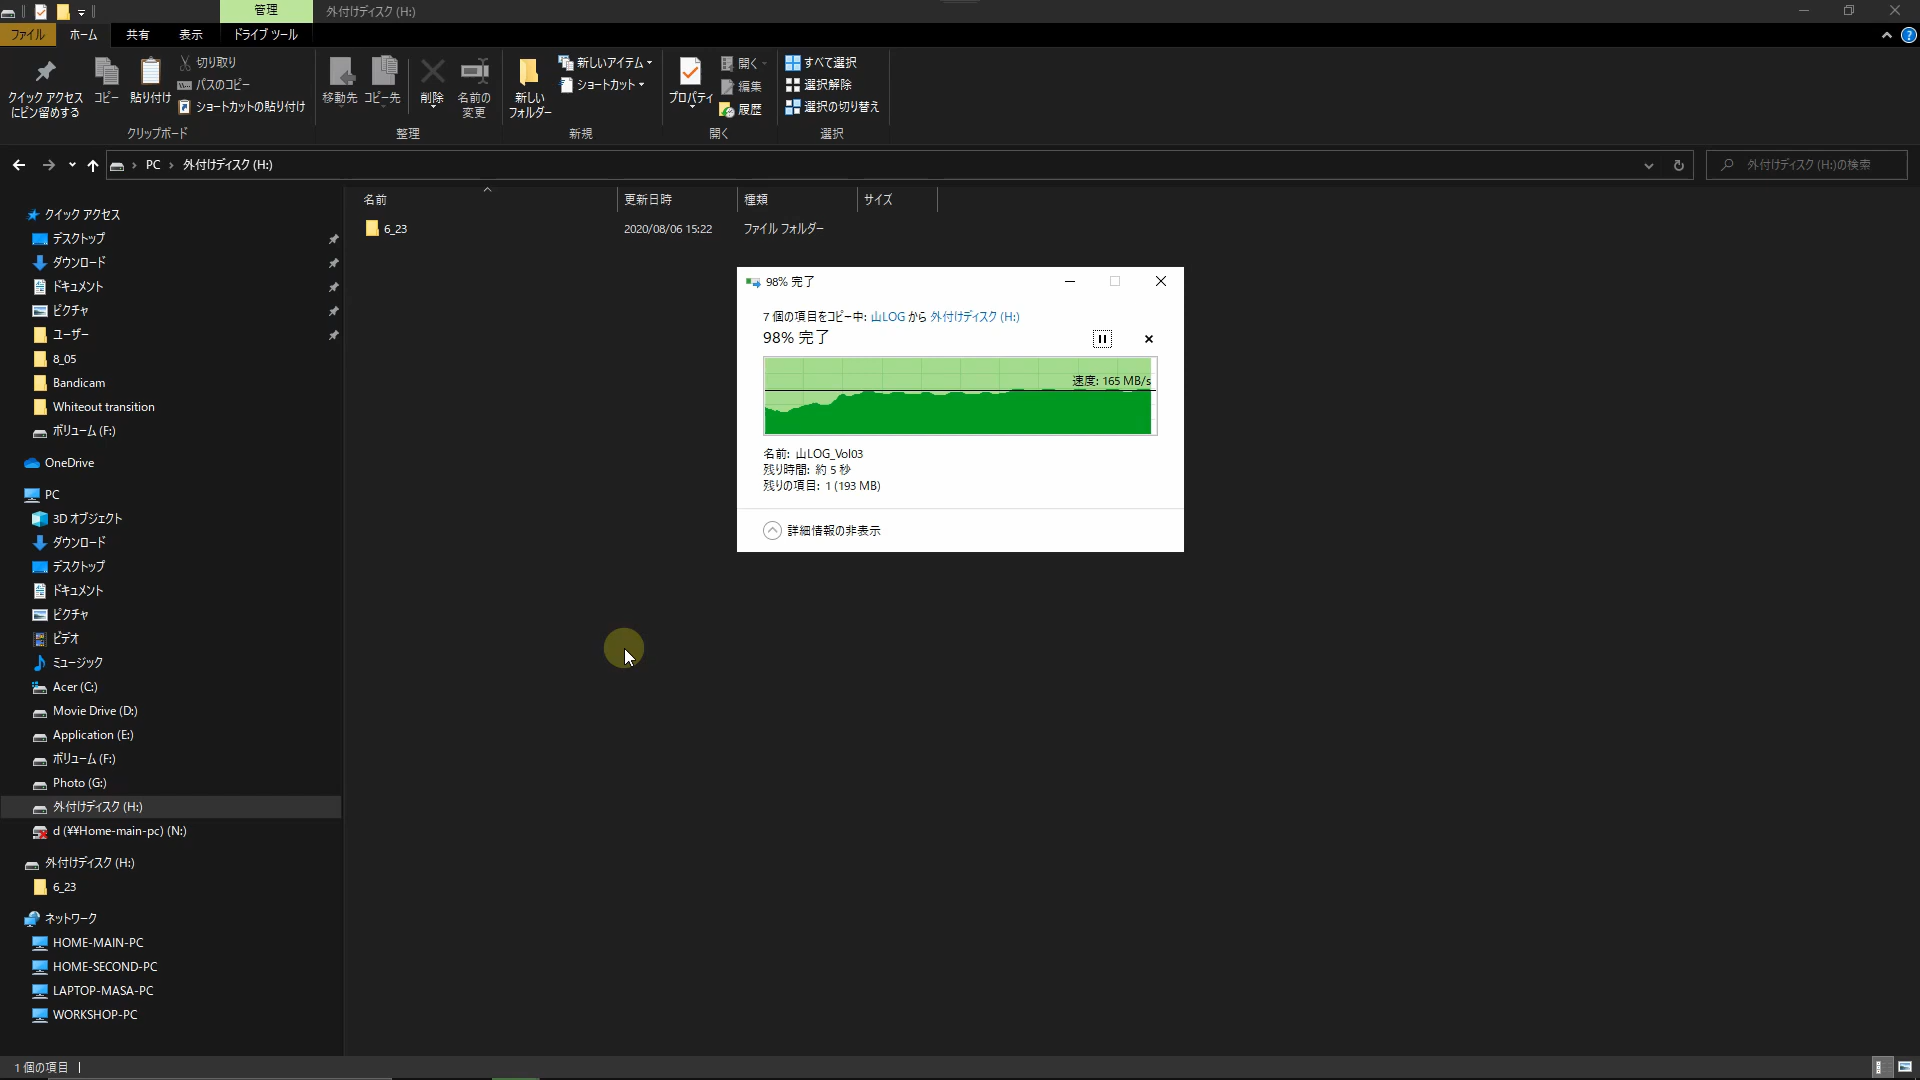 管理
外付けディスク (H:)
ファイル
ホーム
共有
表示
ドライブ ツール
クイック アクセス
にピン留めする
コピー
貼り付け
切り取り
パスのコピー
ショートカットの貼り付け
クリップボード
移動先
コピー先
削除
名前の
変更
整理
新しい
フォルダー
新しいアイテム
ショートカット
新規
プロパティ
開く
編集
履歴
開く
すべて選択
選択解除
選択の切り替え
選択
PC
外付けディスク (H:)
外付けディスク (H:)の検索
名前
更新日時
種類
サイズ
6_23
2020/08/06 15:22
ファイル フォルダー
クイック アクセス
デスクトップ
ダウンロード
ドキュメント
ピクチャ
ユーザー
8_05
Bandicam
Whiteout transition
ボリューム (F:)
OneDrive
PC
3D オブジェクト
ダウンロード
デスクトップ
ドキュメント
ピクチャ
ビデオ
ミュージック
Acer (C:)
Movie Drive (D:)
Application (E:)
ボリューム (F:)
Photo (G:)
外付けディスク (H:)
d (¥¥Home-main-pc) (N:)
外付けディスク (H:)
6_23
ネットワーク
HOME-MAIN-PC
HOME-SECOND-PC
LAPTOP-MASA-PC
WORKSHOP-PC
98% 完了
7 個の項目をコピー中: 山LOG から 外付けディスク (H:)
98% 完了
速度: 165 MB/s
名前: 山LOG_Vol03
残り時間: 約 5 秒
残りの項目: 1 (193 MB)
詳細情報の非表示
1 個の項目